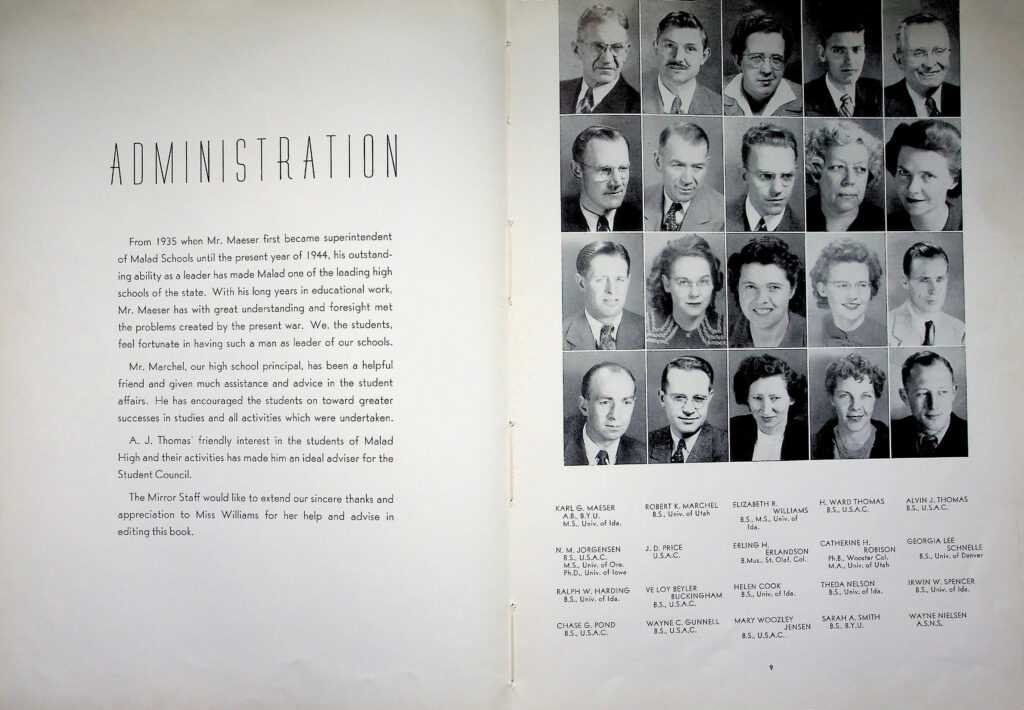 ADMINISTRATION
From 1935 when Mr. Maeser first became superintendent
of Malad Schools until the present year of 1944, his outstand-
ing ability as a leader has made Malad one of the leading high
schools of the state. With his long years in educational work,
Mr. Maeser has with great understanding and foresight met
the problems created by the present war. We, the students,
feel fortunate in having such a man as leader of our schools.
Mr. Marchel, our high school principal, has been a helpful
friend and given much assistance and advice in the student
affairs. He has encouraged the students on toward greater
successes in studies and all activities which were undertaken.
A. J. Thomas' friendly interest in the students of Malad
High and their activities has made him an ideal adviser for the
Student Council.
The Mirror Staff would like to extend our sincere thanks and
appreciation to Miss Williams for her help and advise in
editing this book.
KARL G. MAESER
A.B., B.Y.U.
M.S., Univ. of Ida.
ROBERT K. MARCHEL
B.S., Univ. of Utah
ELIZABETH R.
WILLIAMS
B.S., M.S., Univ. of
Ida.
H. WARD THOMAS
B.S., U.S.A.C.
ALVIN J. THOMAS
B.S., U.S.A.C.
N. M. JORGENSEN
B.S., U.S.A.C.
M.S., Univ. of Ore.
Ph.D., Univ. of Iowa
J. D. PRICE
U.S.A.C.
ERLING H.
ERLANDSON
B.Mus., St. Olaf, Col.
CATHERINE H.
ROBISON
Ph.B., Wooster Col.
M.A., Univ. of Utah
GEORGIA LEE
SCHNELLE
B.S., Univ. of Denver
RALPH W. HARDING
B.S., Univ. of Ida.
VE LOY BEYLER
BUCKINGHAM
B.S., U.S.A.C.
HELEN COOK
B.S., Univ. of Ida.
THEDA NELSON
B.S., Univ. of Ida.
IRWIN W. SPENCER
B.S., Univ. of Ida.
CHASE G. POND
B.S., U.S.A.C.
WAYNE C. GUNNELL
B.S., U.S.A.C.
MARY WOOZLEY
JENSEN
B.S., U.S.A.C.
SARAH A. SMITH
B.S., B.Y.U.
WAYNE NIELSEN
A.S.N.S.
9